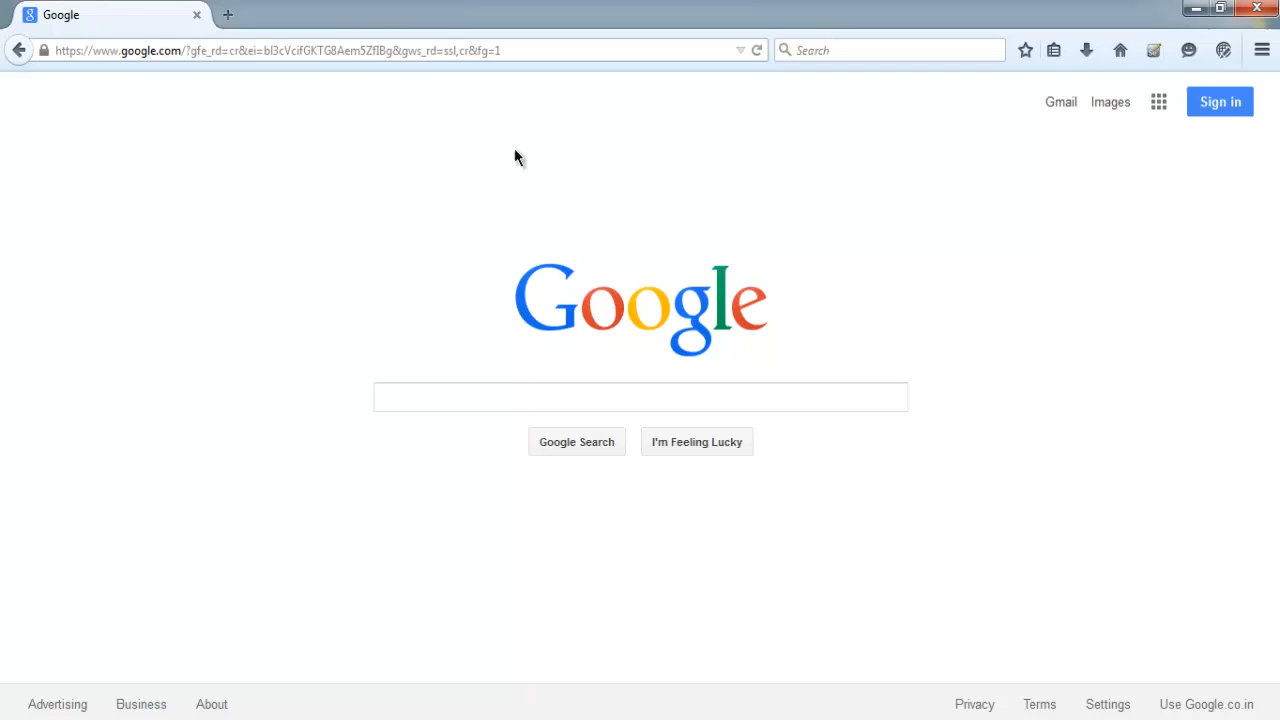 Google
https://www.google.com/?gfe_rd=cr&ei=bl3cVcifGKTG8Aem5ZfIBg&gws_rd=ssl,cr&fg=1
Search
Gmail Images Sign in
Google
Google Search I'm Feeling Lucky
Advertising Business About Privacy Terms Settings Use Google.co.in